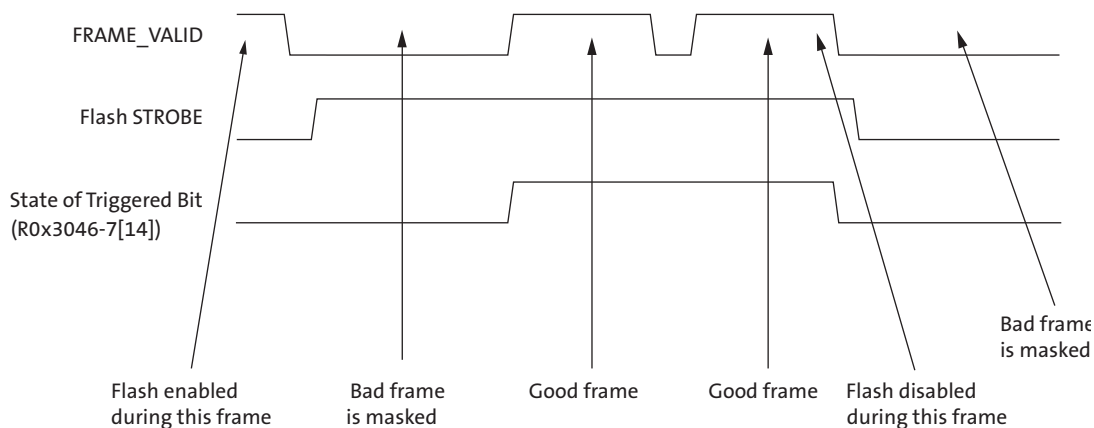 FRAME_VALID
Flash STROBE
State of Triggered Bit
(R0x3046-7[14])
Bad frame
is masked
Flash enabled
during this frame
Bad frame
is masked
Good frame
Good frame
Flash disabled
during this frame